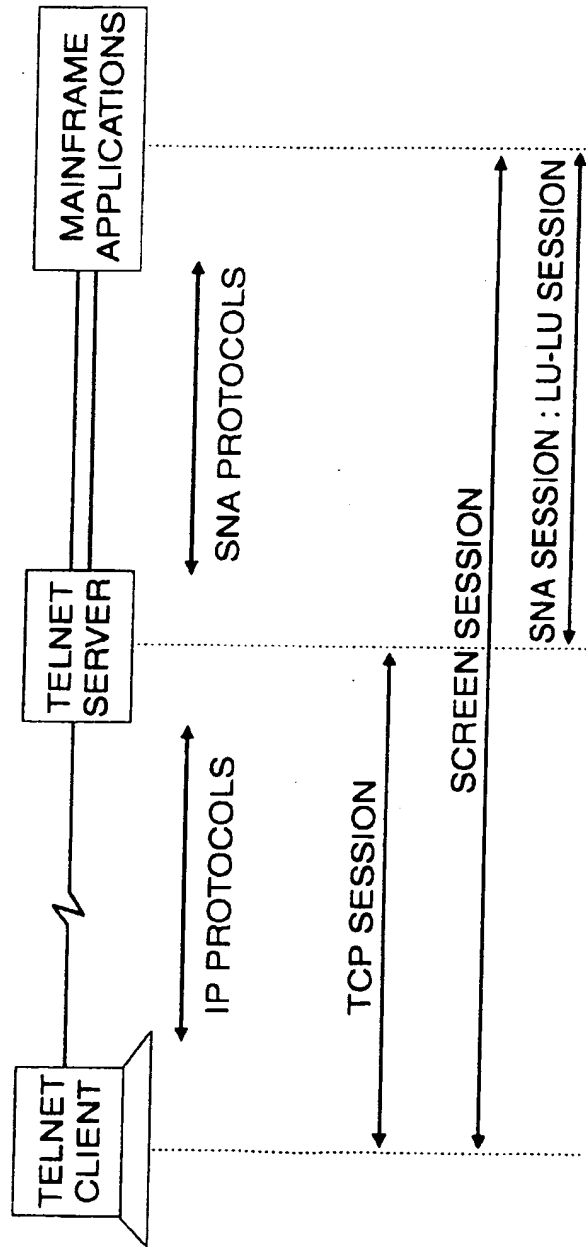 TELNET
CLIENT
TELNET
SERVER
MAINFRAME
APPLICATIONS
IP PROTOCOLS
SNA PROTOCOLS
TCP SESSION
SCREEN SESSION
SNA SESSION : LU-LU SESSION